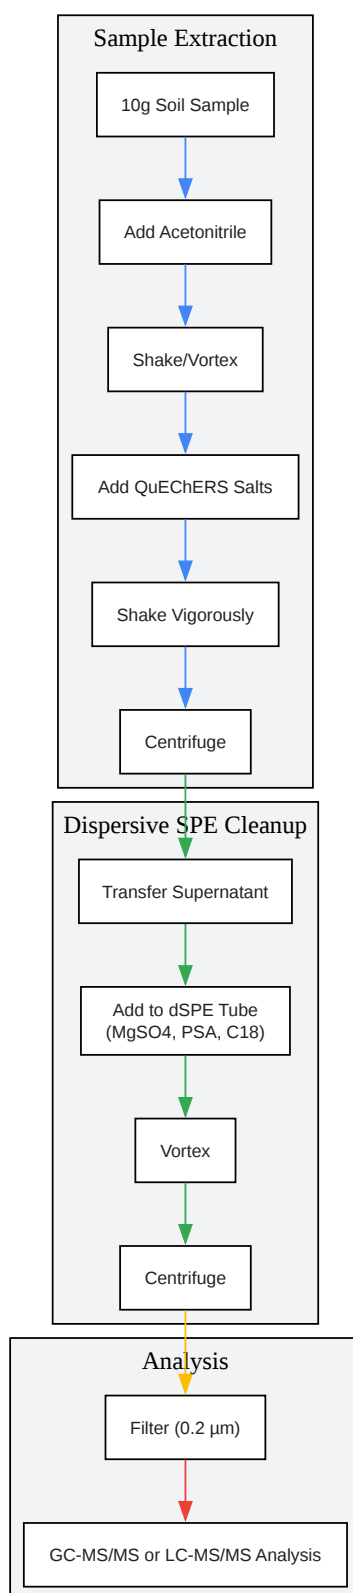 Sample Extraction
10g Soil Sample
Add Acetonitrile
Shake/Vortex
Add QuEChERS Salts
Shake Vigorously
Centrifuge
Dispersive SPE Cleanup
Transfer Supernatant
Add to dSPE Tube
(MgSO4, PSA, C18)
Vortex
Centrifuge
Analysis
Filter (0.2 µm)
GC-MS/MS or LC-MS/MS Analysis